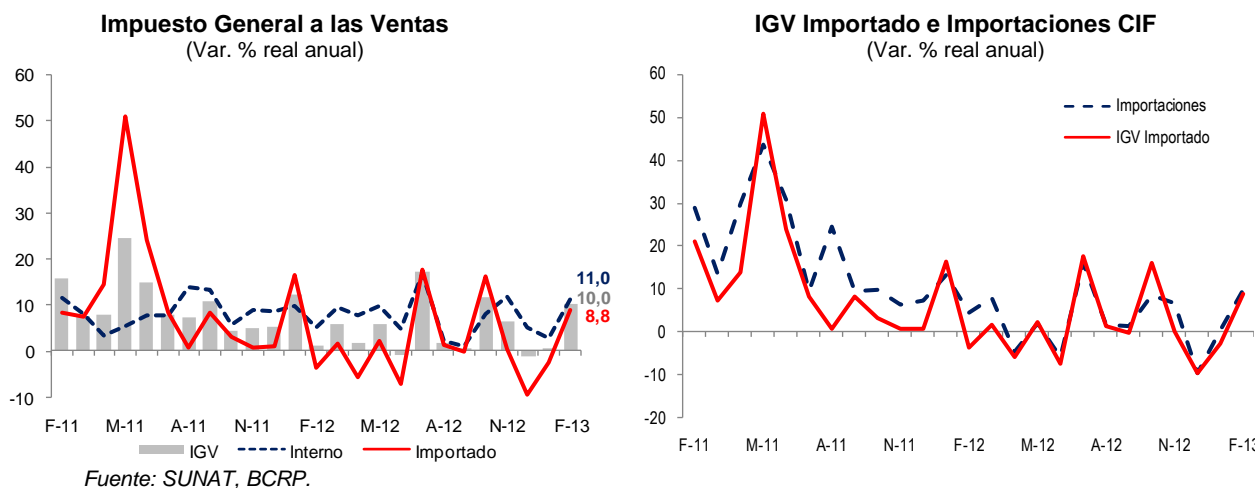 Impuesto General a las Ventas
(Var. % real anual)
60
50
40
30
20
10
0
-10
11,0
10,0
8,8
F-11 M-11 A-11 N-11 F-12 M-12 A-12 N-12 F-13
IGV Interno Importado
Fuente: SUNAT, BCRP.
IGV Importado e Importaciones CIF
(Var. % real anual)
60
50
40
30
20
10
0
-10
-20
Importaciones
IGV Importado
F-11 M-11 A-11 N-11 F-12 M-12 A-12 N-12 F-13